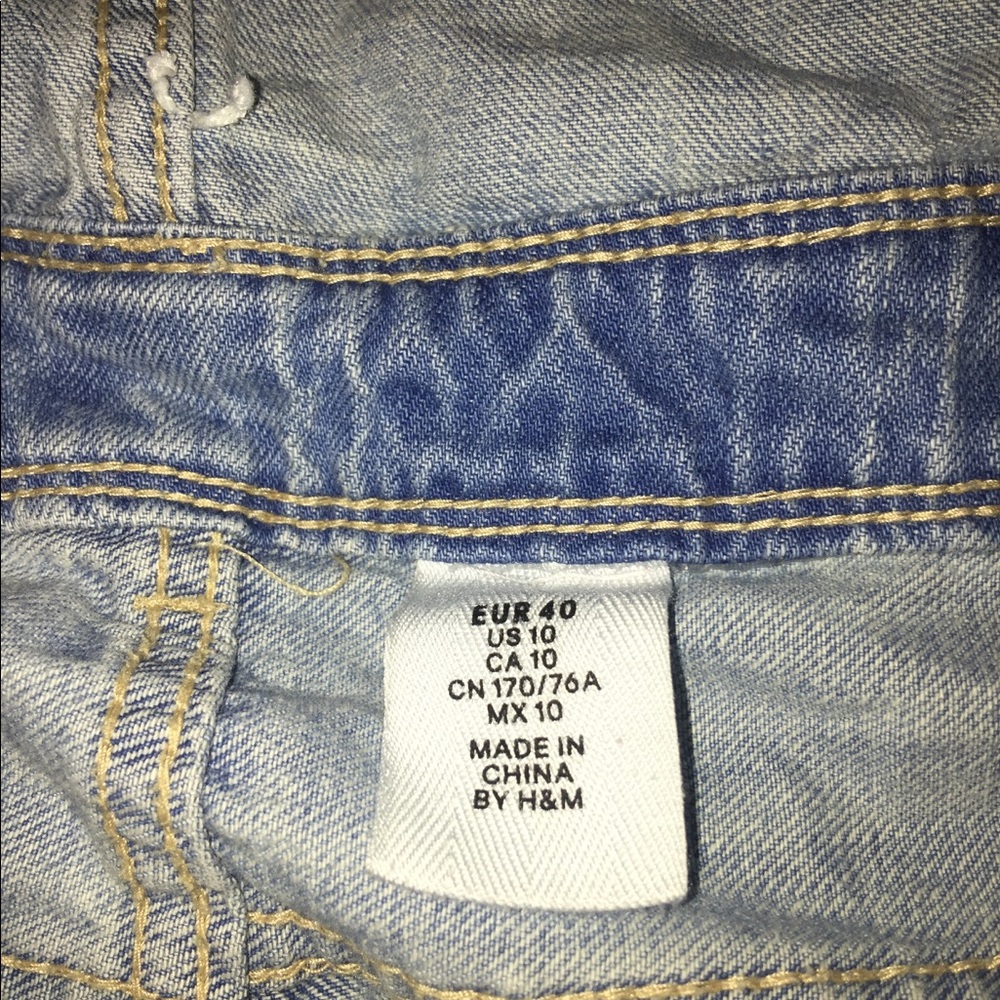 EUR 40
US 10
CA 10
CN 170/76A
MX 10
MADE IN
CHINA
BY H&M